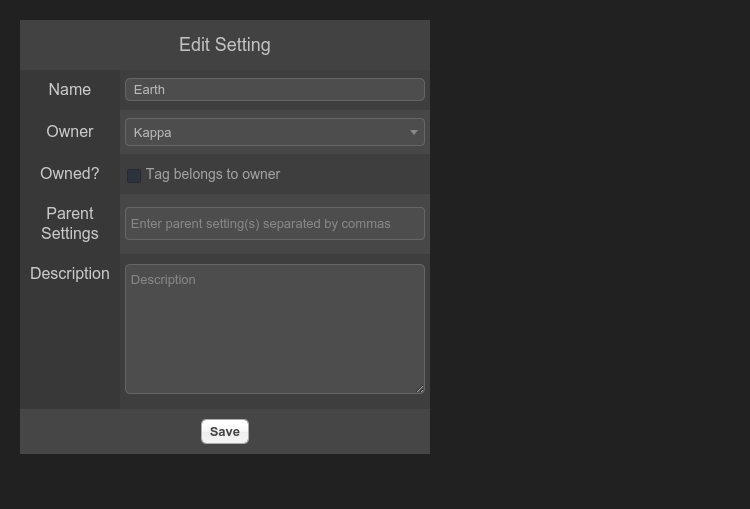 Edit Setting
Name
Earth
Owner
Kappa
Owned?
Tag belongs to owner
Parent
Settings
Enter parent setting(s) separated by commas
Description
Description
Save